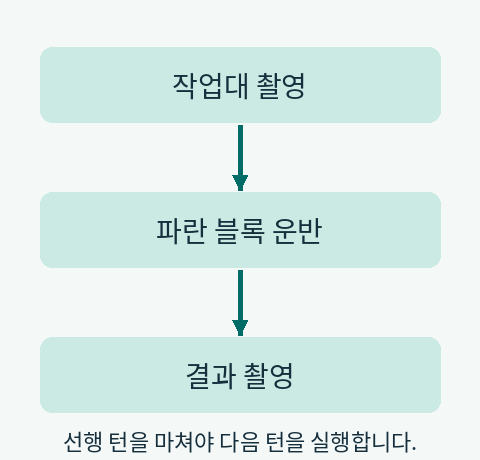 작업대 촬영
파란 블록 운반
결과 촬영
선행 턴을 마쳐야 다음 턴을 실행합니다.